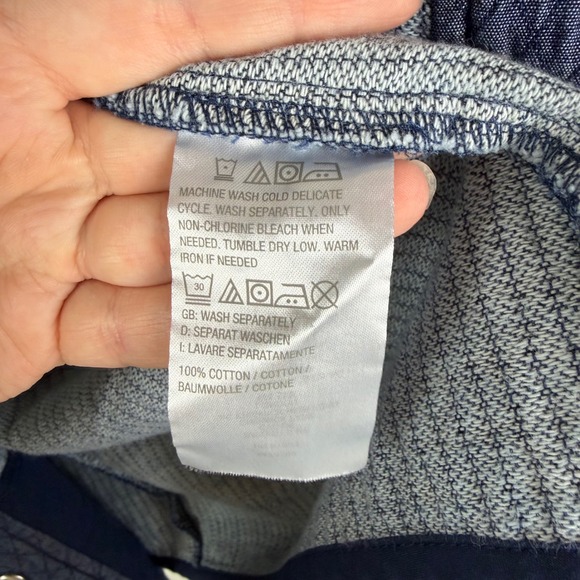 MACHINE WASH COLD DELICATE
CYCLE. WASH SEPARATELY. ONLY
NON-CHLORINE BLEACH WHEN
NEEDED. TUMBLE DRY LOW. WARM
IRON IF NEEDED
30
GB: WASH SEPARATELY
D: SEPARAT WASCHEN
I: LAVARE SEPARATAMENTE
100% COTTON / COTTON /
BAUMWOLLE / COTONE